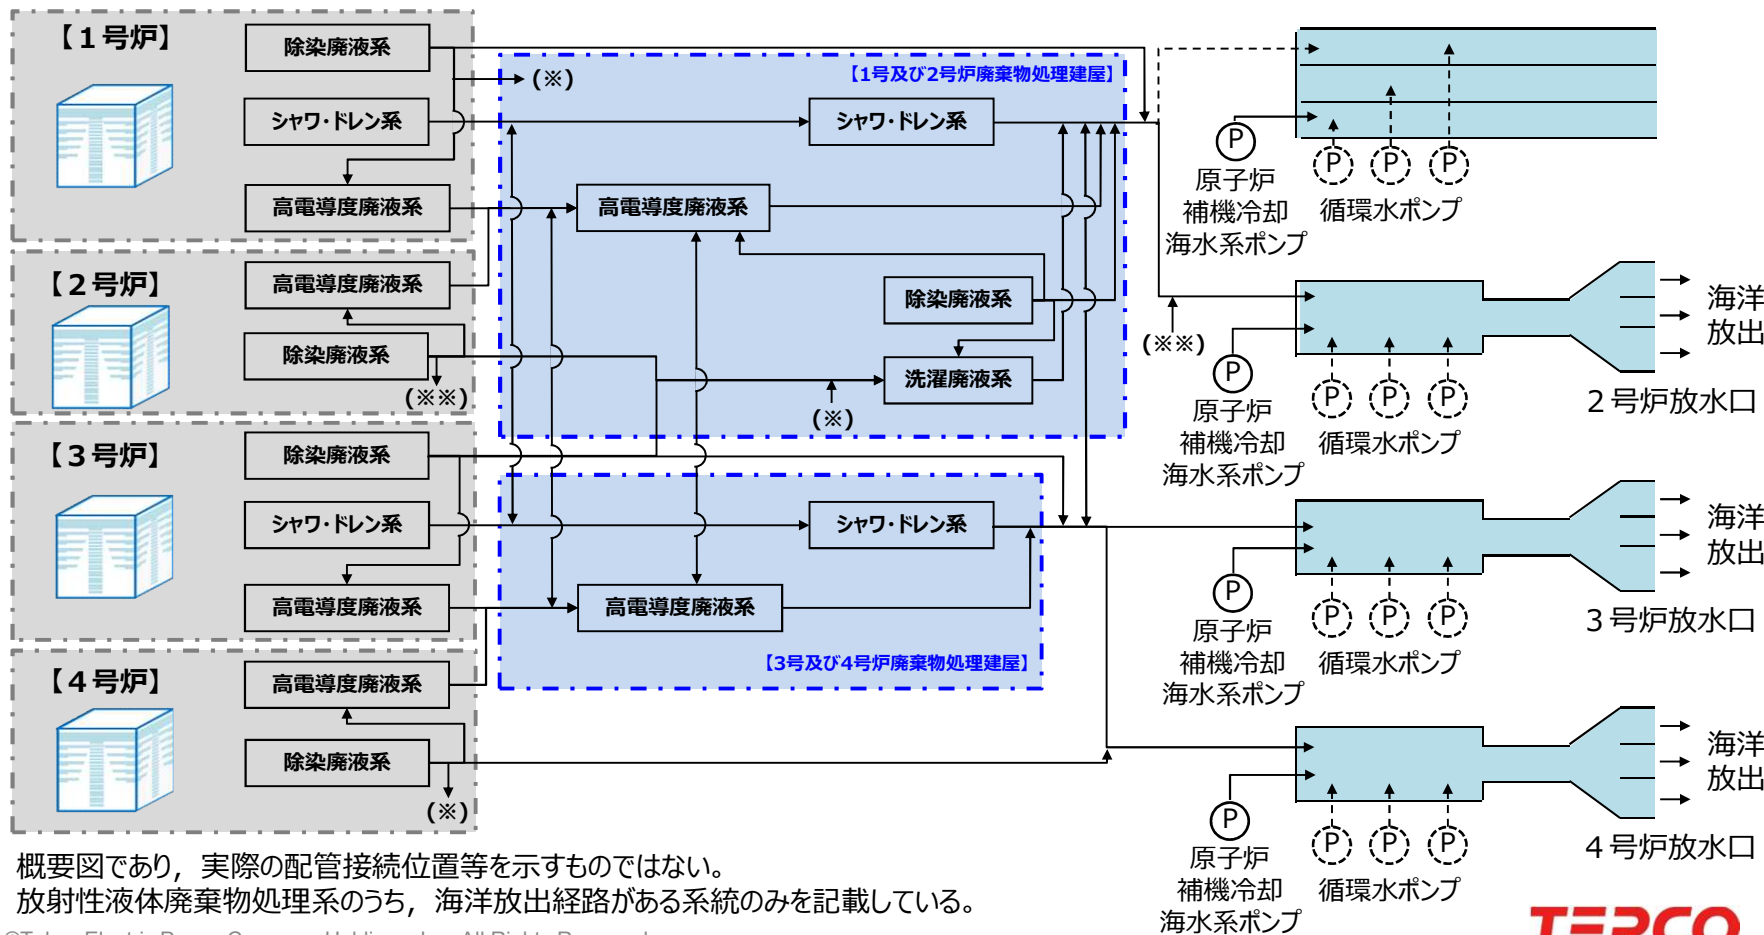 【１号炉】
除染廃液系
シャワ・ドレン系
高電導度廃液系
(※)
【1号及び2号炉廃棄物処理建屋】
シャワ・ドレン系
高電導度廃液系
除染廃液系
洗濯廃液系
(※)
【２号炉】
高電導度廃液系
除染廃液系
(※※)
【３号炉】
除染廃液系
シャワ・ドレン系
高電導度廃液系
シャワ・ドレン系
高電導度廃液系
【3号及び4号炉廃棄物処理建屋】
【４号炉】
高電導度廃液系
除染廃液系
(※)
P
P
P
P
原子炉
補機冷却
海水系ポンプ
循環水ポンプ
(※※)
P
P
P
P
原子炉
補機冷却
海水系ポンプ
循環水ポンプ
海洋
放出
２号炉放水口
P
P
P
P
原子炉
補機冷却
海水系ポンプ
循環水ポンプ
海洋
放出
３号炉放水口
P
P
P
P
原子炉
補機冷却
海水系ポンプ
循環水ポンプ
海洋
放出
４号炉放水口
概要図であり，実際の配管接続位置等を示すものではない。
放射性液体廃棄物処理系のうち，海洋放出経路がある系統のみを記載している。
©Tokyo Electric Power Company Holdings, Inc. All Rights Reserved.
TEPCO